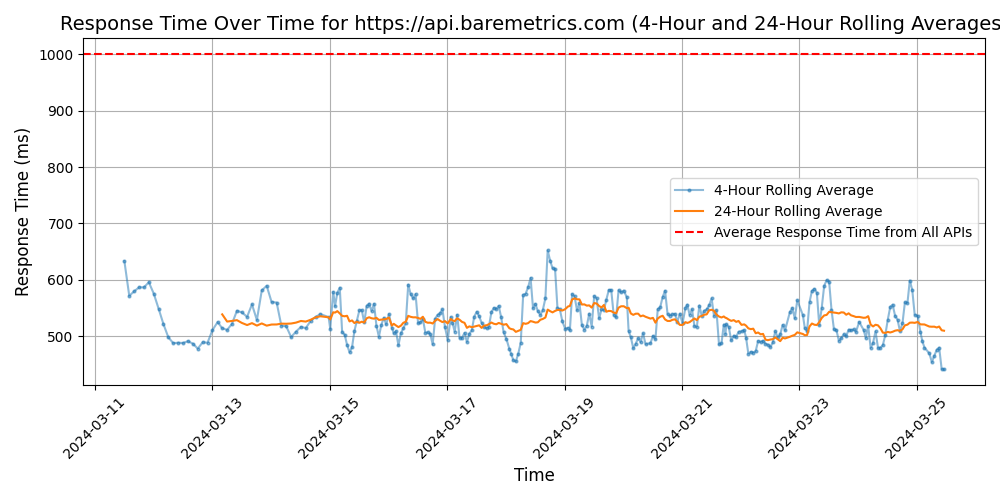 Response Time Over Time for https://api.baremetrics.com (4-Hour and 24-Hour Rolling Averages
Response Time (ms)
1000
900
800
700
600
500
4-Hour Rolling Average
24-Hour Rolling Average
Average Response Time from All APIs
2024-03-11
2024-03-13
2024-03-15
2024-03-17
2024-03-19
2024-03-21
2024-03-23
2024-03-25
Time